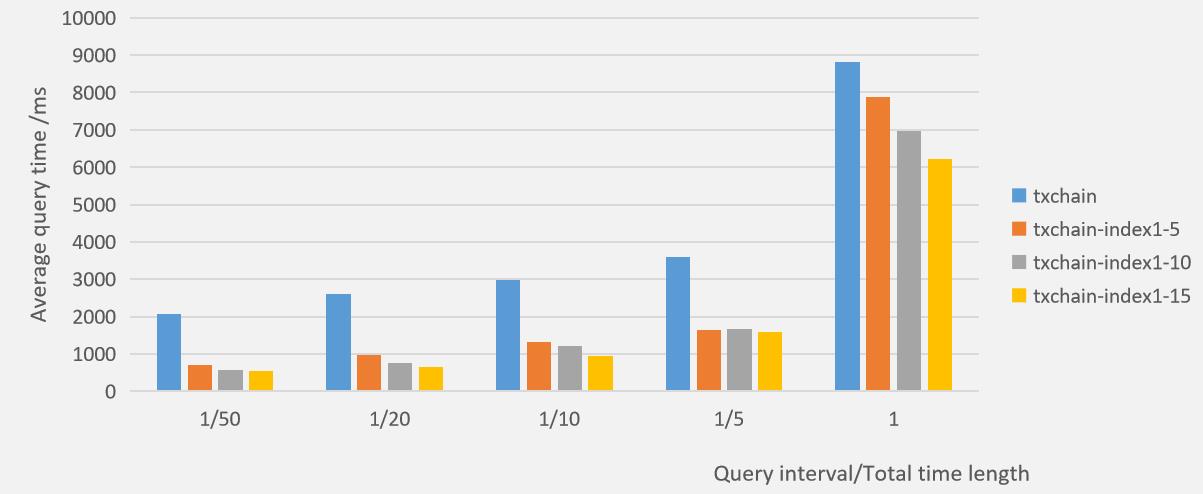 Average query time /ms
10000
9000
8000
7000
6000
5000
4000
3000
2000
1000
0
1/50
1/20
1/10
1/5
1
Query interval/Total time length
txchain
txchain-index1-5
txchain-index1-10
txchain-index1-15